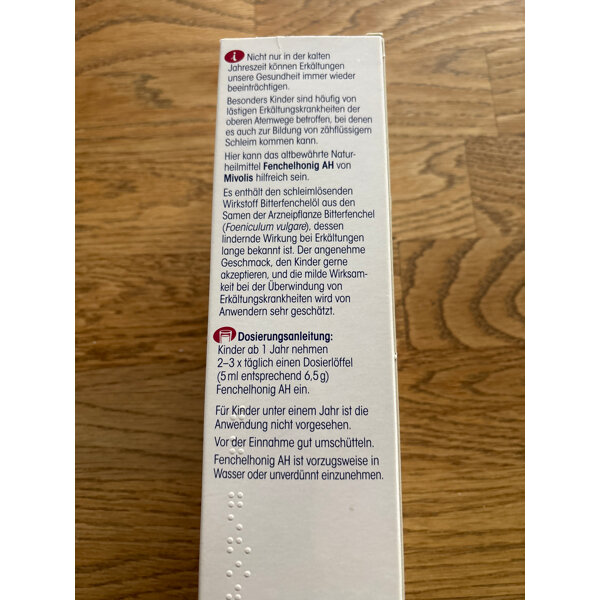 i Nicht nur in der kalten
Jahreszeit können Erkältungen
unsere Gesundheit immer wieder
beeinträchtigen.
Besonders Kinder sind häufig von
lästigen Erkältungskrankheiten der
oberen Atemwege betroffen, bei denen
es auch zur Bildung von zähflüssigem
Schleim kommen kann.
Hier kann das altbewährte Natur-
heilmittel Fenchelhonig AH von
Mivolis hilfreich sein.
Es enthält den schleimlösenden
Wirkstoff Bitterfenchelöl aus den
Samen der Arzneipflanze Bitterfenchel
(Foeniculum vulgare), dessen
lindernde Wirkung bei Erkältungen
lange bekannt ist. Der angenehme
Geschmack, den Kinder gerne
akzeptieren, und die milde Wirksam-
keit bei der Überwindung von
Erkältungskrankheiten wird von
Anwendern sehr geschätzt.
Dosierungsanleitung:
Kinder ab 1 Jahr nehmen
2–3 x täglich einen Dosierlöffel
(5 ml entsprechend 6,5 g)
Fenchelhonig AH ein.
Für Kinder unter einem Jahr ist die
Anwendung nicht vorgesehen.
Vor der Einnahme gut umschütteln.
Fenchelhonig AH ist vorzugsweise in
Wasser oder unverdünnt einzunehmen.